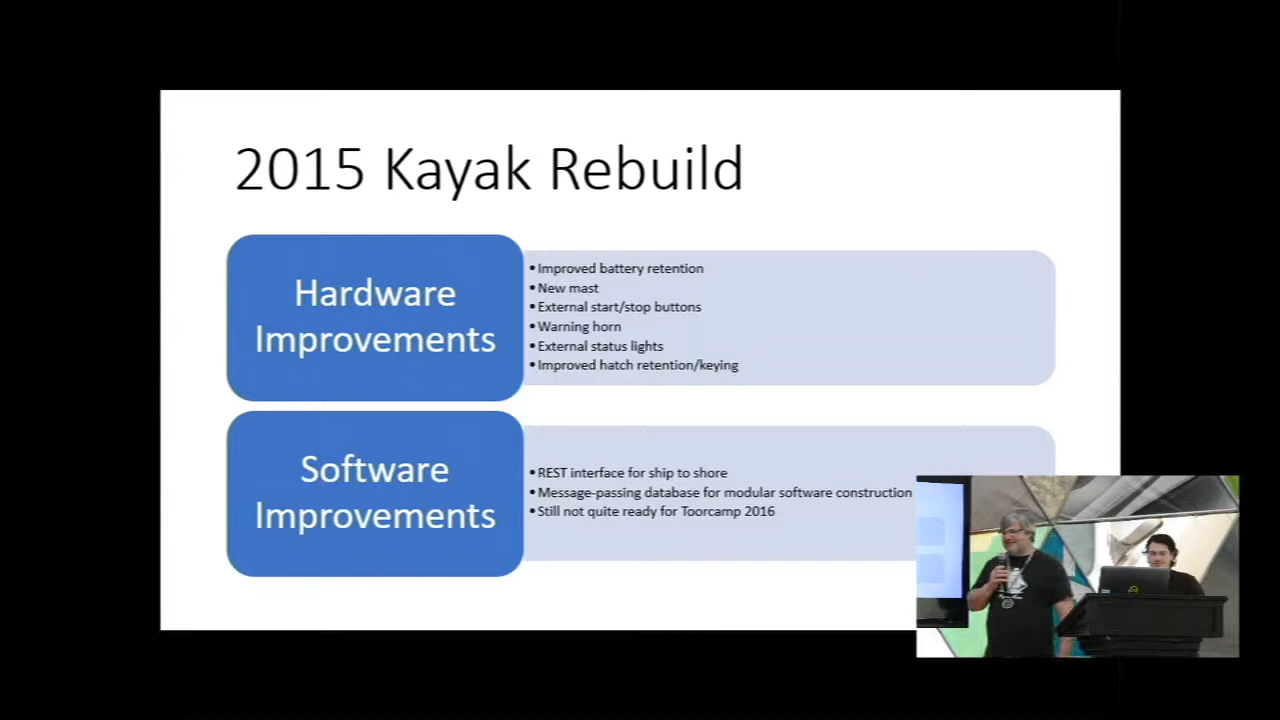 2015 Kayak Rebuild
Hardware
Improvements
• Improved battery retention
• New mast
• External start/stop buttons
• Warning horn
• External status lights
• Improved hatch retention/keying
Software
Improvements
• REST interface for ship to shore
• Message-passing database for modular software construction
• Still not quite ready for Toorcamp 2016